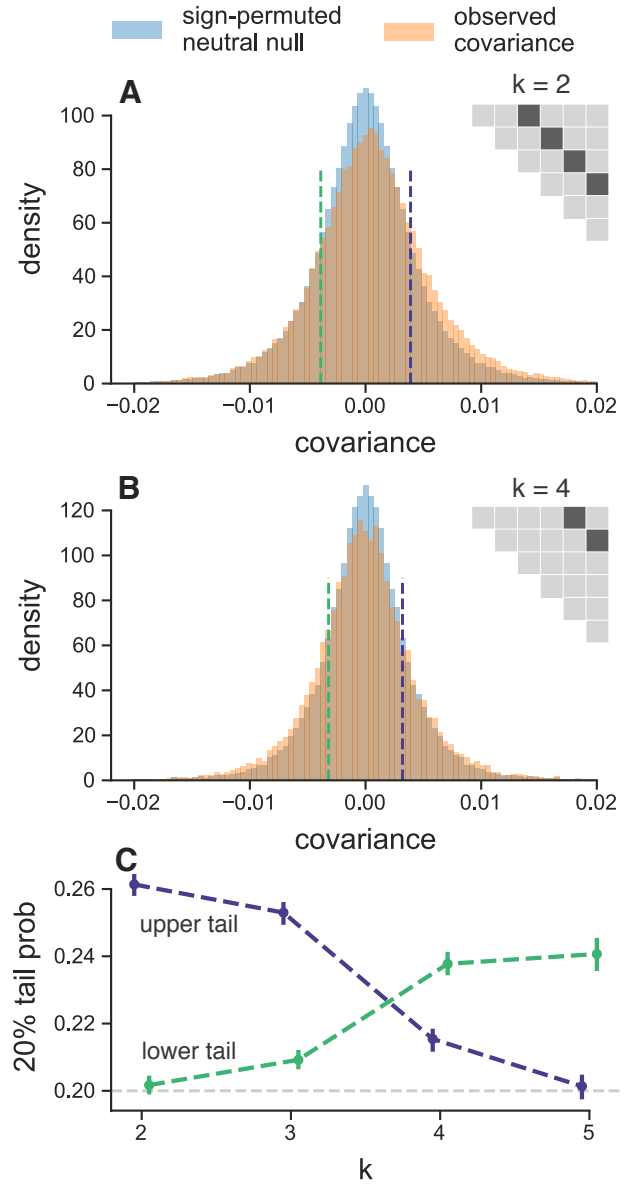 sign-permuted
neutral null
observed
covariance
A
k = 2
100
80
60
40
20
0
density
−0.02
−0.01
0.00
0.01
0.02
covariance
B
k = 4
120
100
80
60
40
20
0
density
−0.02
−0.01
0.00
0.01
0.02
covariance
C
0.26
0.24
0.22
0.20
20% tail prob
upper tail
lower tail
2
3
4
5
k